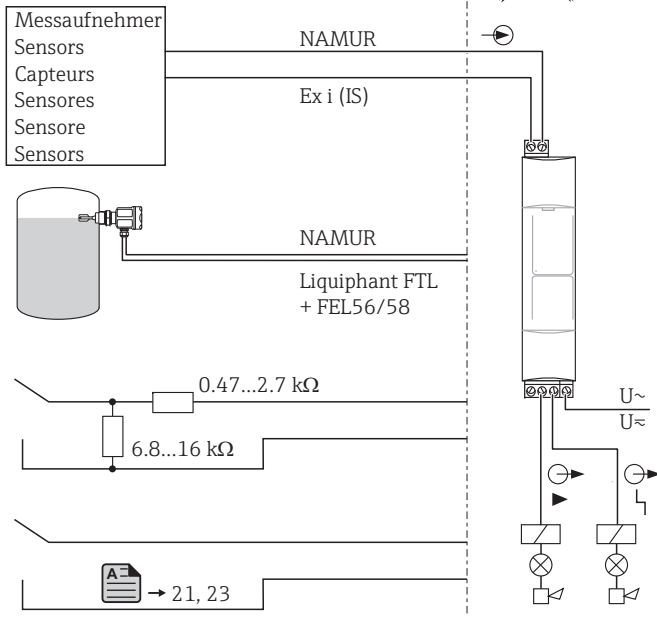 Messaufnehmer
Sensors
Capteurs
Sensores
Sensore
Sensors
NAMUR
Ex i (IS)
NAMUR
Liquiphant FTL
+ FEL56/58
0.47...2.7 kΩ
6.8...16 kΩ
U~
U≂
A
→ 21, 23